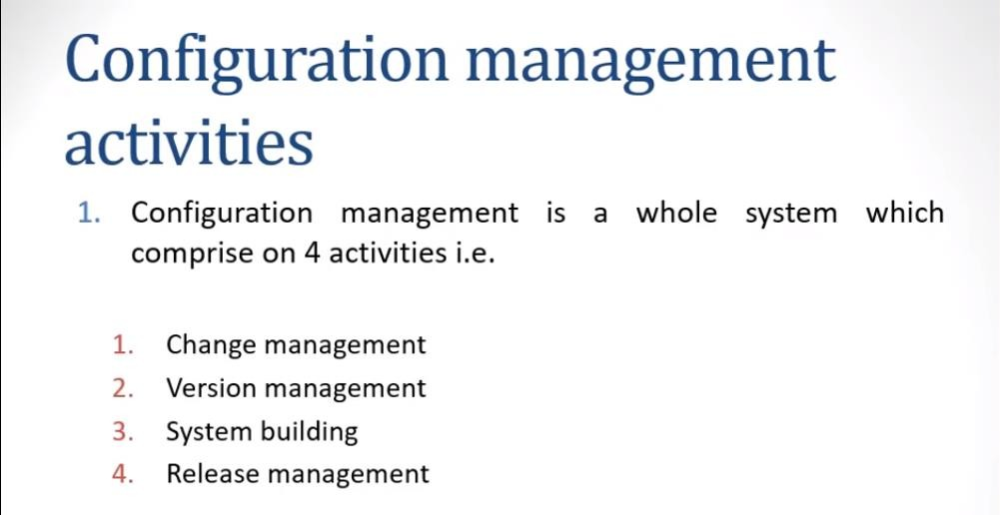 Configuration management
activities
1. Configuration management is a whole system which
comprise on 4 activities i.e.
1. Change management
2. Version management
3. System building
4. Release management